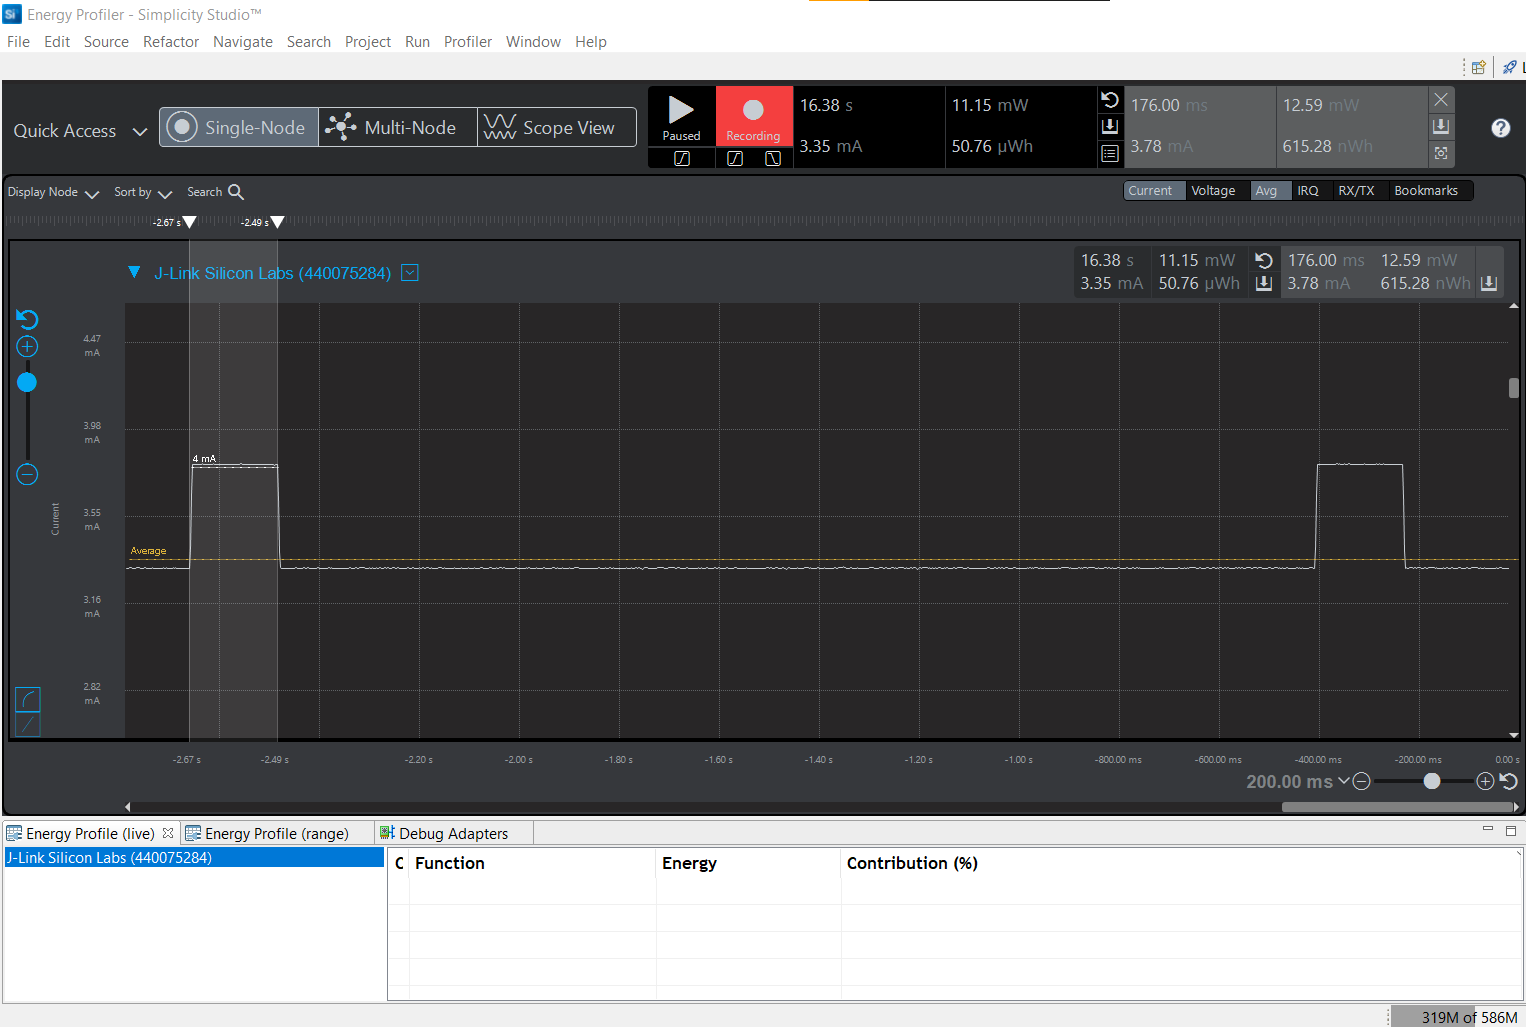 Si Energy Profiler - Simplicity Studio™
File Edit Source Refactor Navigate Search Project Run Profiler Window Help
Quick Access Single-Node Multi-Node Scope View
Paused Recording
16.38 s 11.15 mW 176.00 ms 12.59 mW
3.35 mA 50.76 µWh 3.78 mA 615.28 nWh
Display Node Sort by Search Current Voltage Avg IRQ RX/TX Bookmarks
-2.67 s -2.49 s
J-Link Silicon Labs (440075284)
16.38 s 11.15 mW 176.00 ms 12.59 mW
3.35 mA 50.76 µWh 3.78 mA 615.28 nWh
4.47
mA
3.98
mA
4 mA
3.55
mA
Current
Average
3.16
mA
2.82
mA
-2.67 s -2.49 s -2.20 s -2.00 s -1.80 s -1.60 s -1.40 s -1.20 s -1.00 s -800.00 ms -600.00 ms -400.00 ms -200.00 ms 0.00 s
200.00 ms
Energy Profile (live) Energy Profile (range) Debug Adapters
J-Link Silicon Labs (440075284)
C Function Energy Contribution (%)
319M of 586M